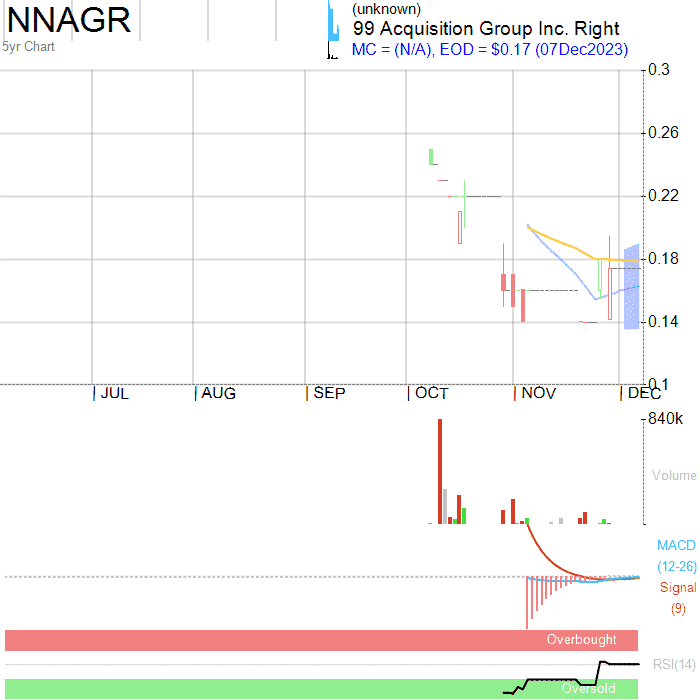 NNAGR
5yr Chart
(unknown)
99 Acquisition Group Inc. Right
MC = (N/A), EOD = $0.17 (07Dec2023)
0.3
0.26
0.22
0.18
0.14
0.1
JUL AUG SEP OCT NOV DEC
840k
Volume
MACD
(12-26)
Signal
(9)
Overbought
RSI(14)
Oversold